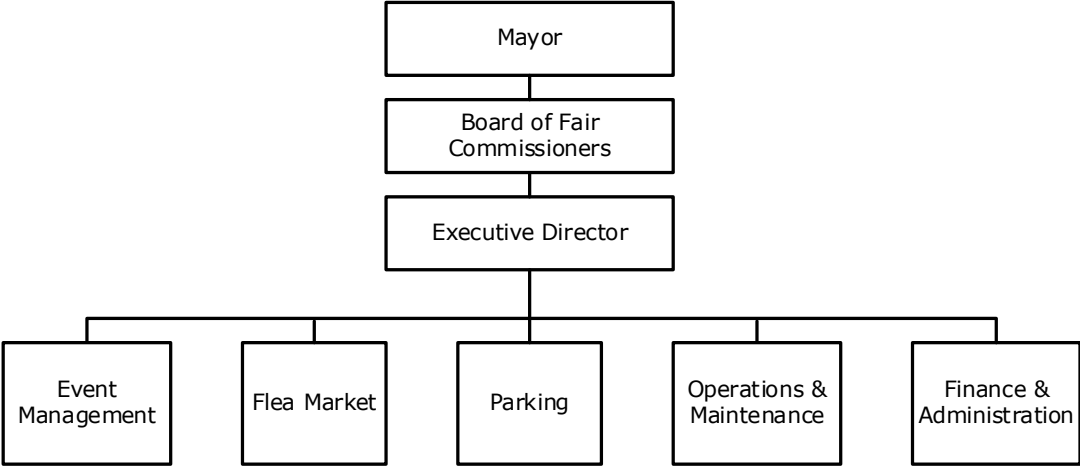 Mayor
Board of Fair
Commissioners
Executive Director
Event
Management
Flea Market
Parking
Operations &
Maintenance
Finance &
Administration